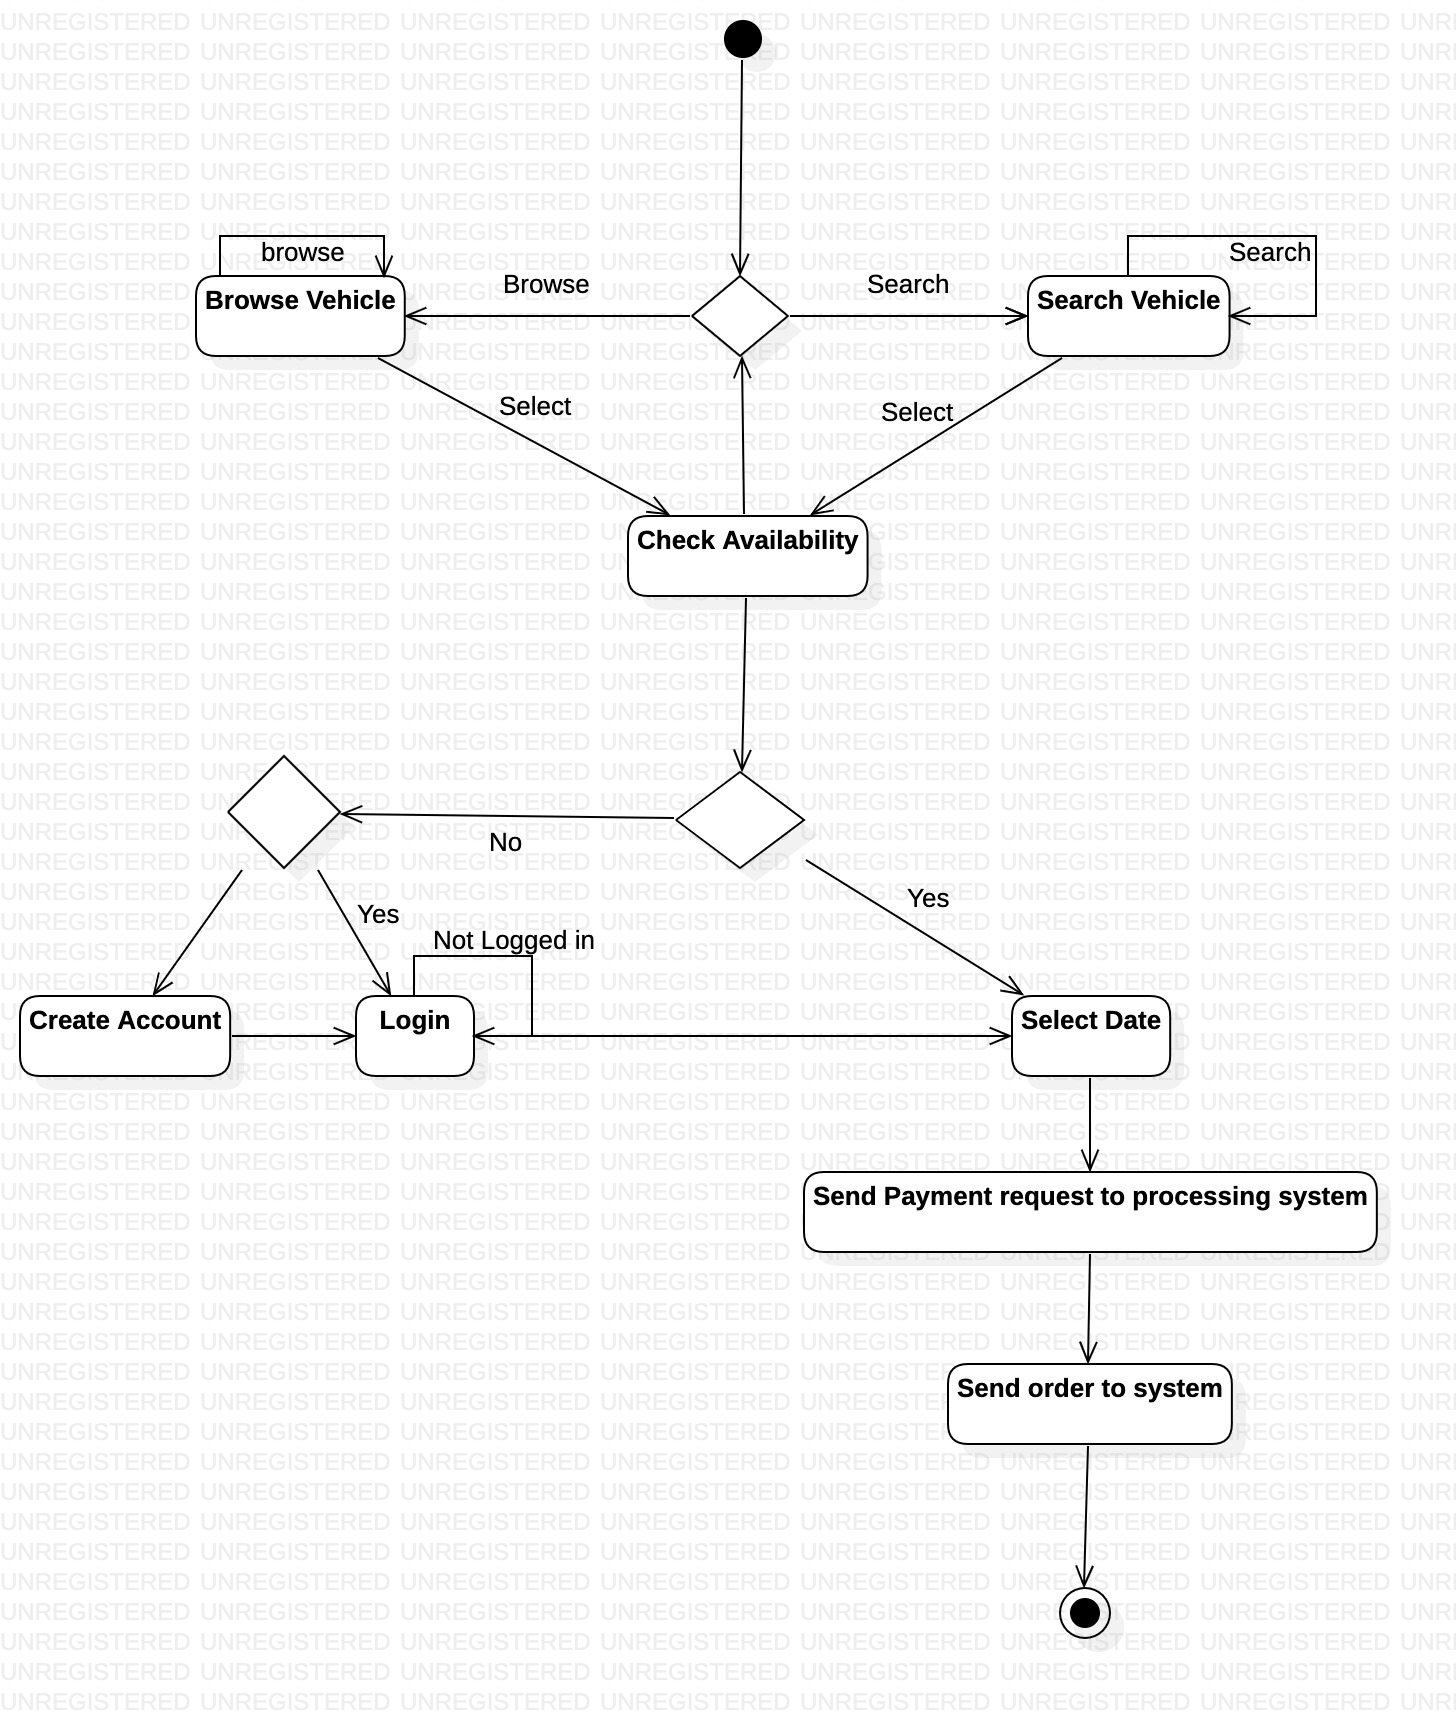 browse
Search
Browse Vehicle
Browse
Search
Search Vehicle
Select
Select
Check Availability
No
Yes
Yes
Not Logged in
Create Account
Login
Select Date
Send Payment request to processing system
Send order to system
UNREGISTERED